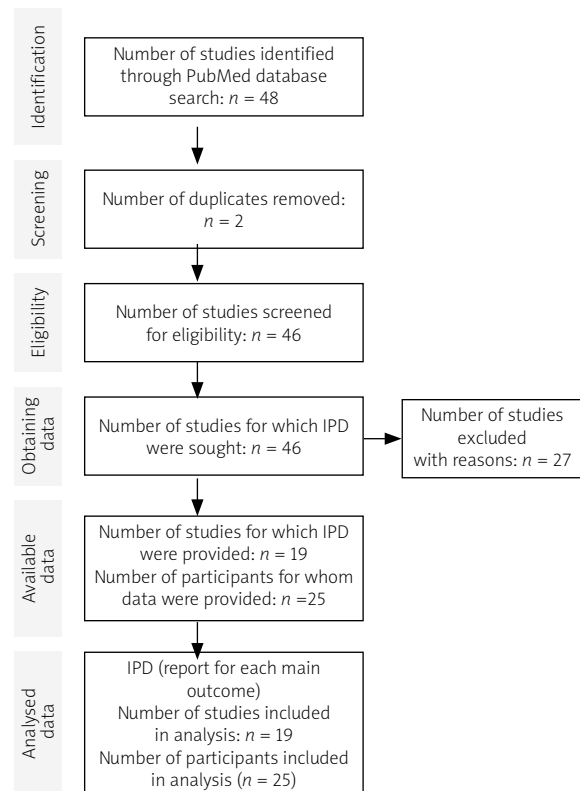 Identification
Number of studies identified
through PubMed database
search: n = 48
Screening
Number of duplicates removed:
n = 2
Eligibility
Number of studies screened
for eligibility: n = 46
Obtaining
data
Number of studies for which IPD
were sought: n = 46
Number of studies
excluded
with reasons: n = 27
Available
data
Number of studies for which IPD
were provided: n = 19
Number of participants for whom
data were provided: n =25
Analysed
data
IPD (report for each main
outcome)
Number of studies included
in analysis: n = 19
Number of participants included
in analysis (n = 25)